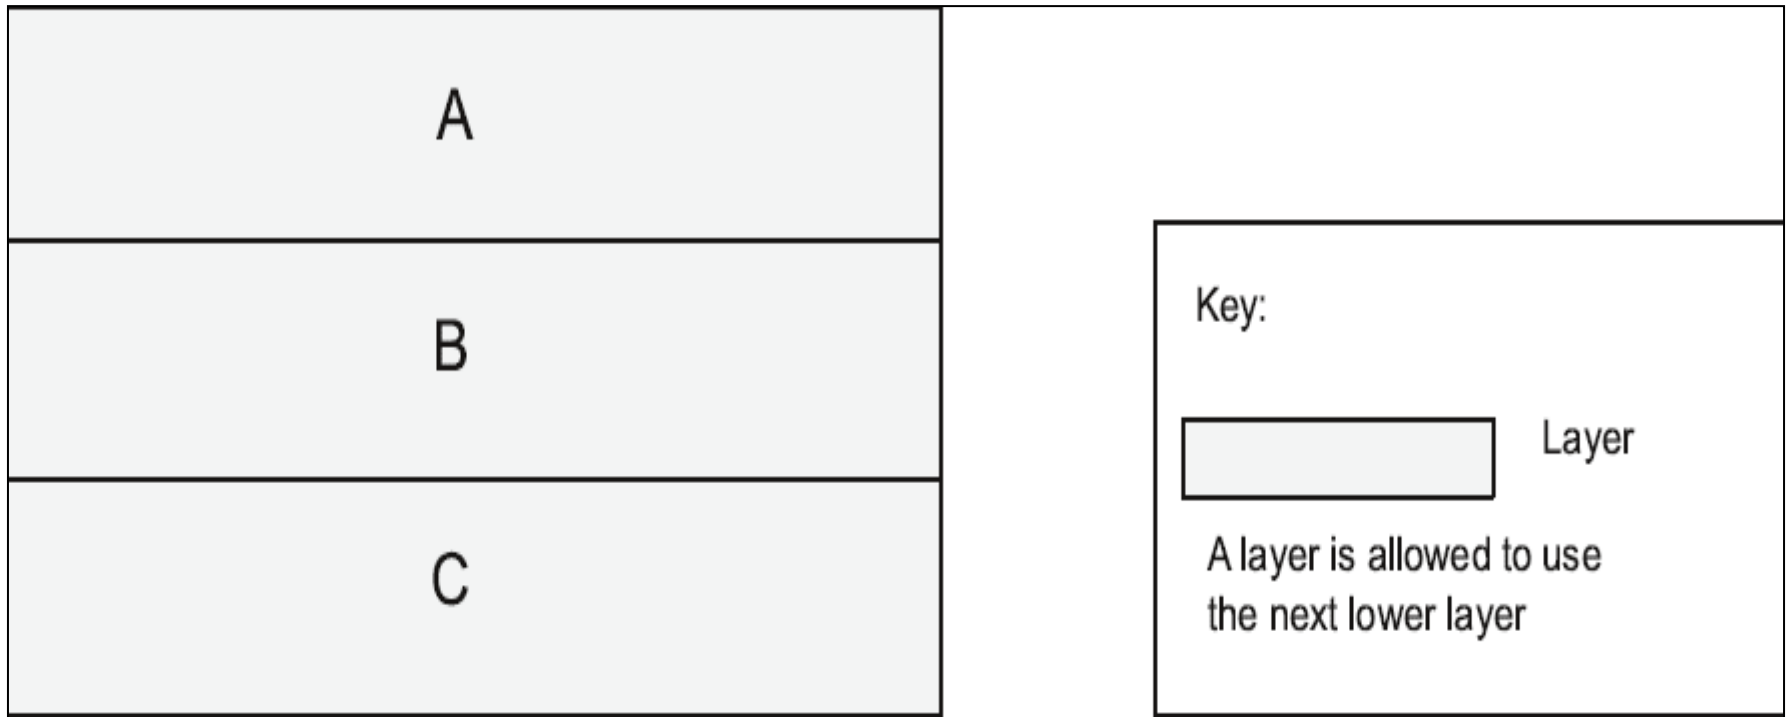 A
B
C
Key:
Layer
A layer is allowed to use
the next lower layer